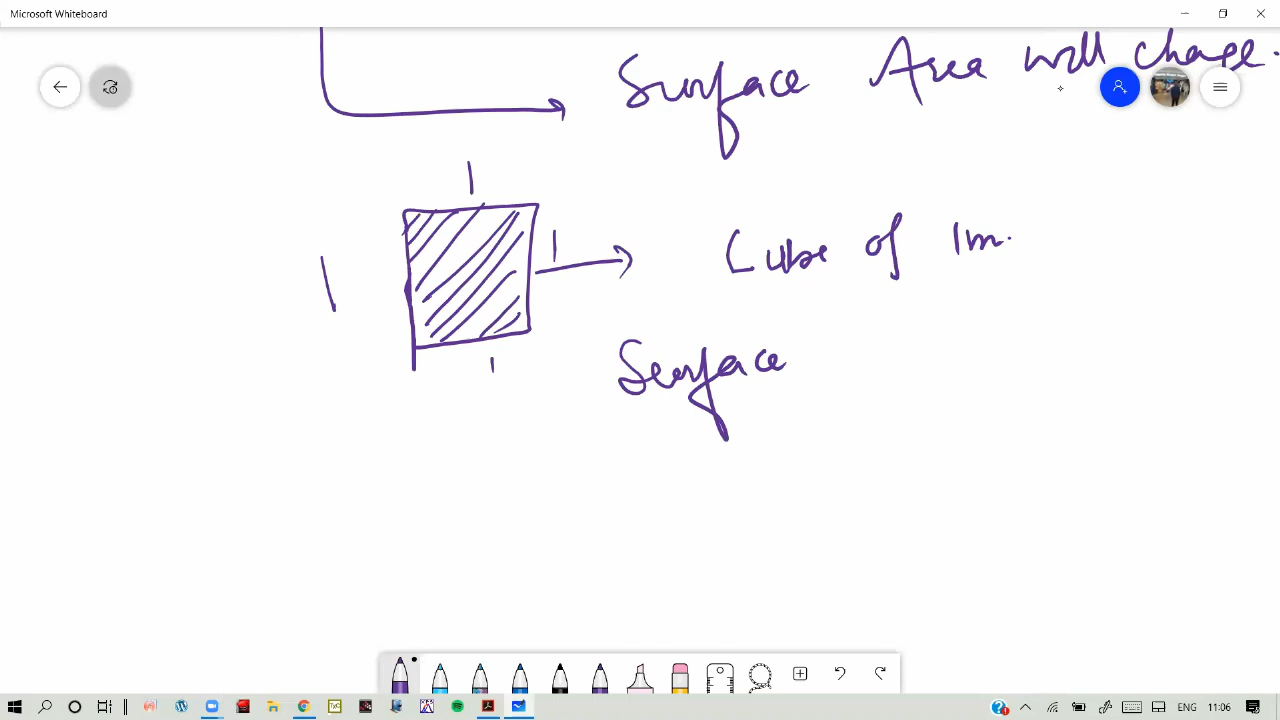 Microsoft Whiteboard
Surface Area will change.
1
1
1
Cube of 1m.
1
Surface
ENG
11:06